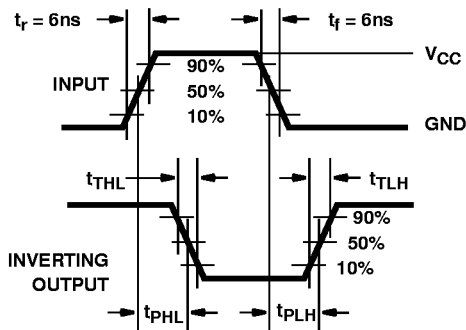 tr = 6ns
tf = 6ns
VCC
90%
INPUT
50%
10%
GND
tTHL
tTLH
90%
50%
INVERTING
OUTPUT
10%
tPHL
tPLH